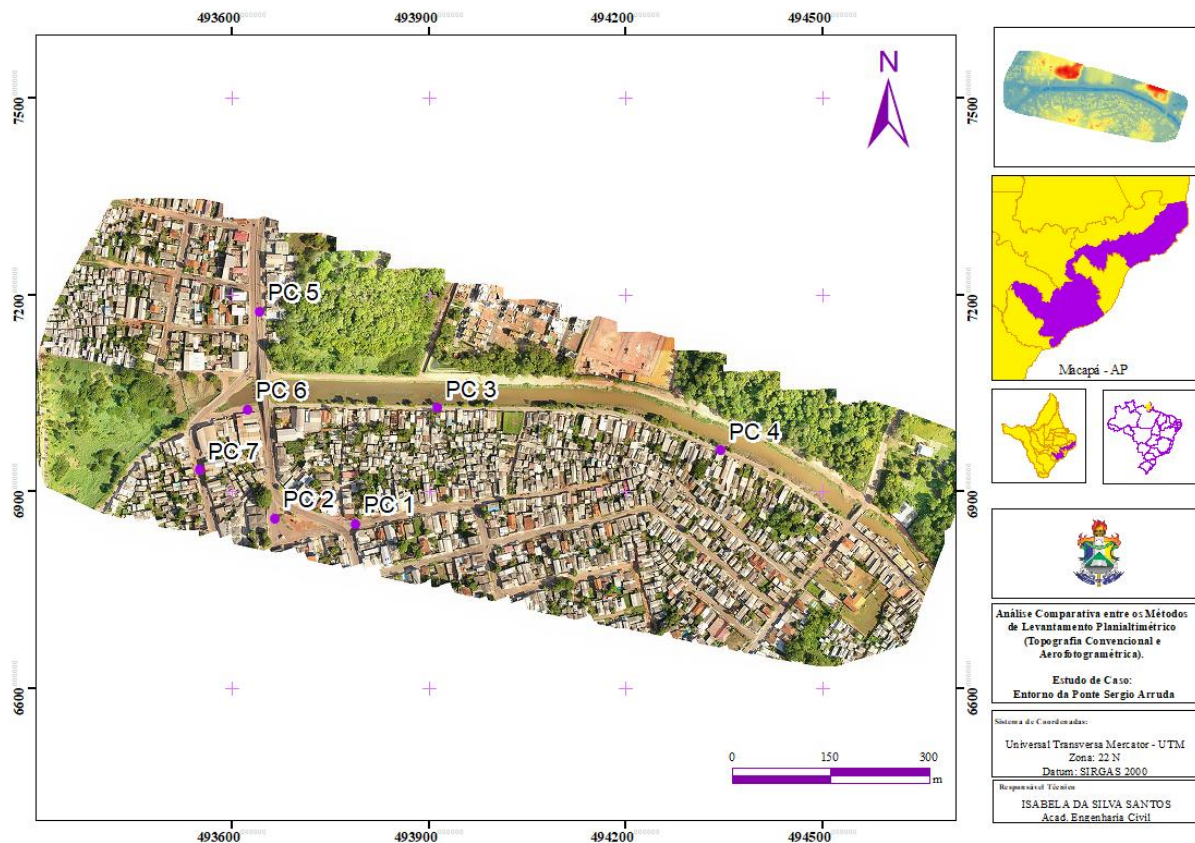 493600
493900
494200
494500
7500
7200
6900
6600
7500
7200
6900
6600
N
PC 5
PC 6
PC 3
PC 4
PC 7
PC 2
PC 1
0 150 300
m
493600
493900
494200
494500
Macapá - AP
Análise Comparativa entre os Métodos
de Levantamento Planialtimétrico
(Topografia Convencional e
Aerofotogramétrica).
Estudo de Caso:
Entorno da Ponte Sergio Arruda
Sistema de Coordenadas:
Universal Transversa Mercator - UTM
Zona: 22 N
Datum: SIRGAS 2000
Responsável Técnico
ISABELA DA SILVA SANTOS
Acad. Engenharia Civil